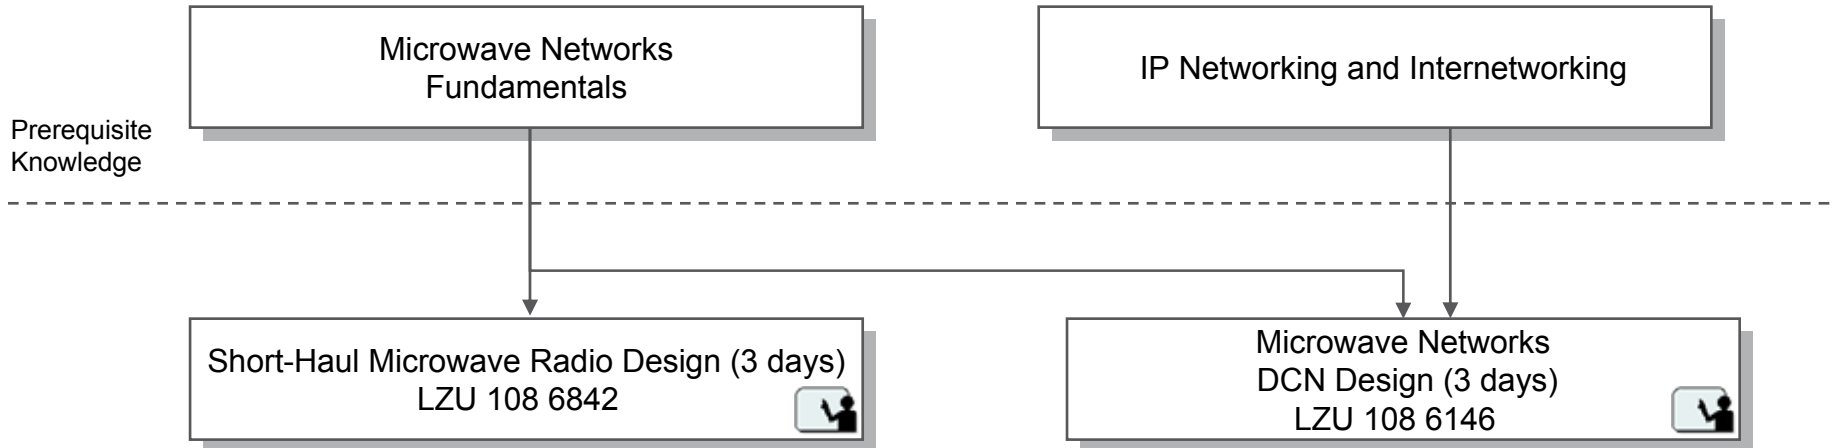 Microwave Networks
Fundamentals
IP Networking and Internetworking
Prerequisite
Knowledge
Short-Haul Microwave Radio Design (3 days)
LZU 108 6842
Microwave Networks
DCN Design (3 days)
LZU 108 6146